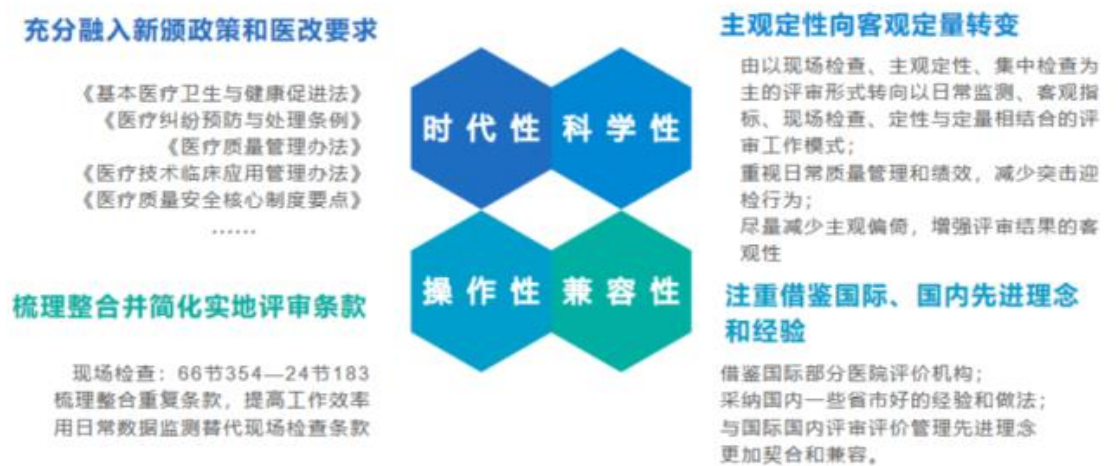 充分融入新颁政策和医改要求
《基本医疗卫生与健康促进法》
《医疗纠纷预防与处理条例》
《医疗质量管理办法》
《医疗技术临床应用管理办法》
《医疗质量安全核心制度要点》
……
时代性
科学性
主观定性向客观定量转变
由以现场检查、主观定性、集中检查为
主的评审形式转向以日常监测、客观指
标、现场检查、定性与定量相结合的评
审工作模式；
重视日常质量管理和绩效，减少突击迎
检行为；
尽量减少主观偏倚，增强评审结果的客
观性
梳理整合并简化实地评审条款
现场检查：66节354—24节183
梳理整合重复条款，提高工作效率
用日常数据监测替代现场检查条款
操作性
兼容性
注重借鉴国际、国内先进理念
和经验
借鉴国际部分医院评价机构；
采纳国内一些省市好的经验和做法；
与国际国内评审评价管理先进理念
更加契合和兼容。